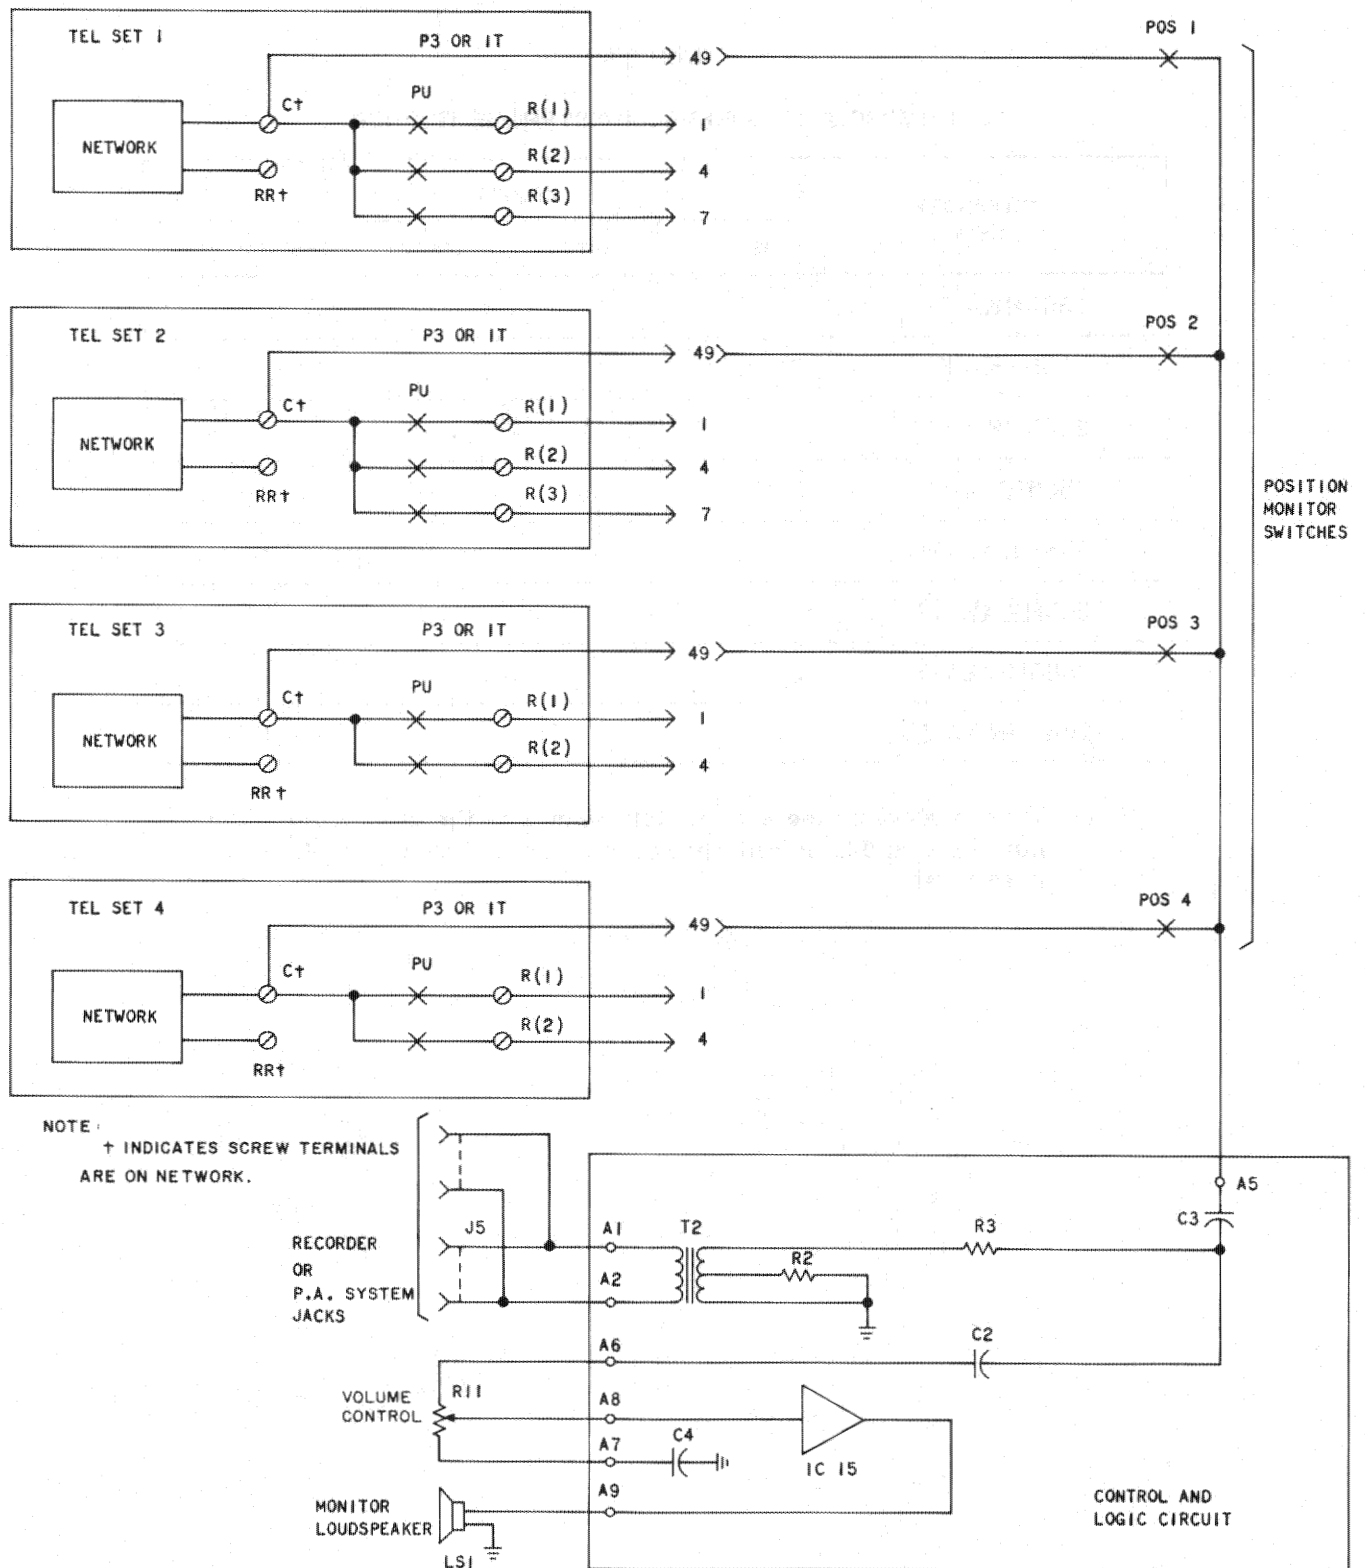 TEL SET 1
P3 OR 1T
49
POS 1
NETWORK
C†
PU
R(1)
1
R(2)
4
RR†
R(3)
7
TEL SET 2
P3 OR 1T
49
POS 2
NETWORK
C†
PU
R(1)
1
R(2)
4
RR†
R(3)
7
POSITION
MONITOR
SWITCHES
TEL SET 3
P3 OR 1T
49
POS 3
NETWORK
C†
PU
R(1)
1
R(2)
4
RR†
TEL SET 4
P3 OR 1T
49
POS 4
NETWORK
C†
PU
R(1)
1
R(2)
4
RR†
NOTE:
† INDICATES SCREW TERMINALS
ARE ON NETWORK.
RECORDER
OR
P.A. SYSTEM
JACKS
J5
A1
A2
T2
R2
R3
C3
A5
A6
C2
VOLUME
CONTROL
R11
A8
A7
C4
IC 15
A9
MONITOR
LOUDSPEAKER
LS1
CONTROL AND
LOGIC CIRCUIT